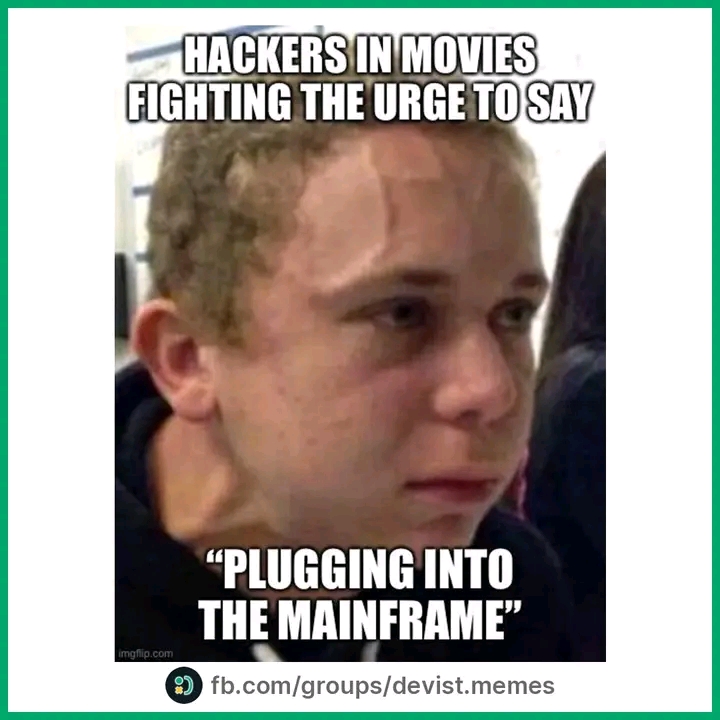 HACKERS IN MOVIES
FIGHTING THE URGE TO SAY
“PLUGGING INTO
THE MAINFRAME”
imgflip.com
fb.com/groups/devist.memes